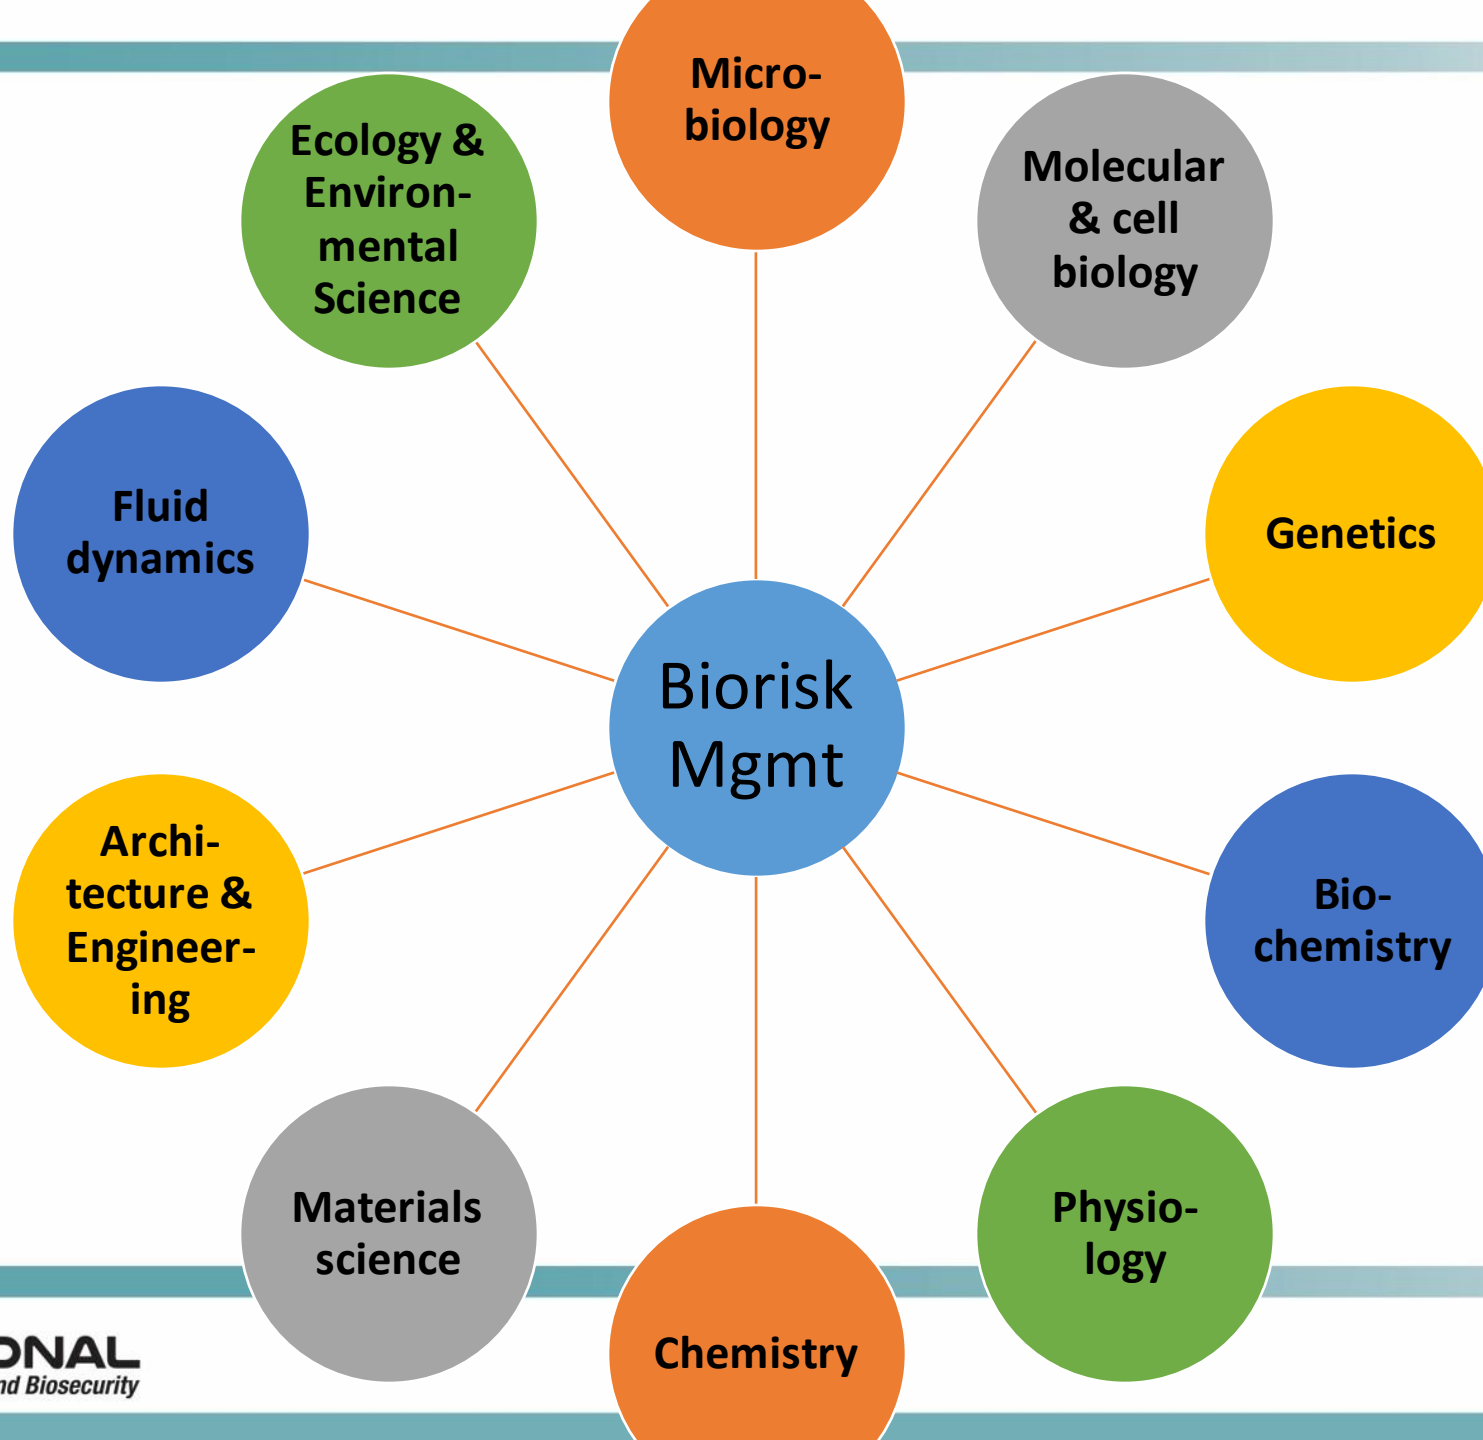 Micro-
biology
Molecular
& cell
biology
Genetics
Bio-
chemistry
Physio-
logy
Chemistry
Materials
science
Archi-
tecture &
Engineer-
ing
Fluid
dynamics
Ecology &
Environ-
mental
Science
Biorisk
Mgmt
ONAL
nd Biosecurity